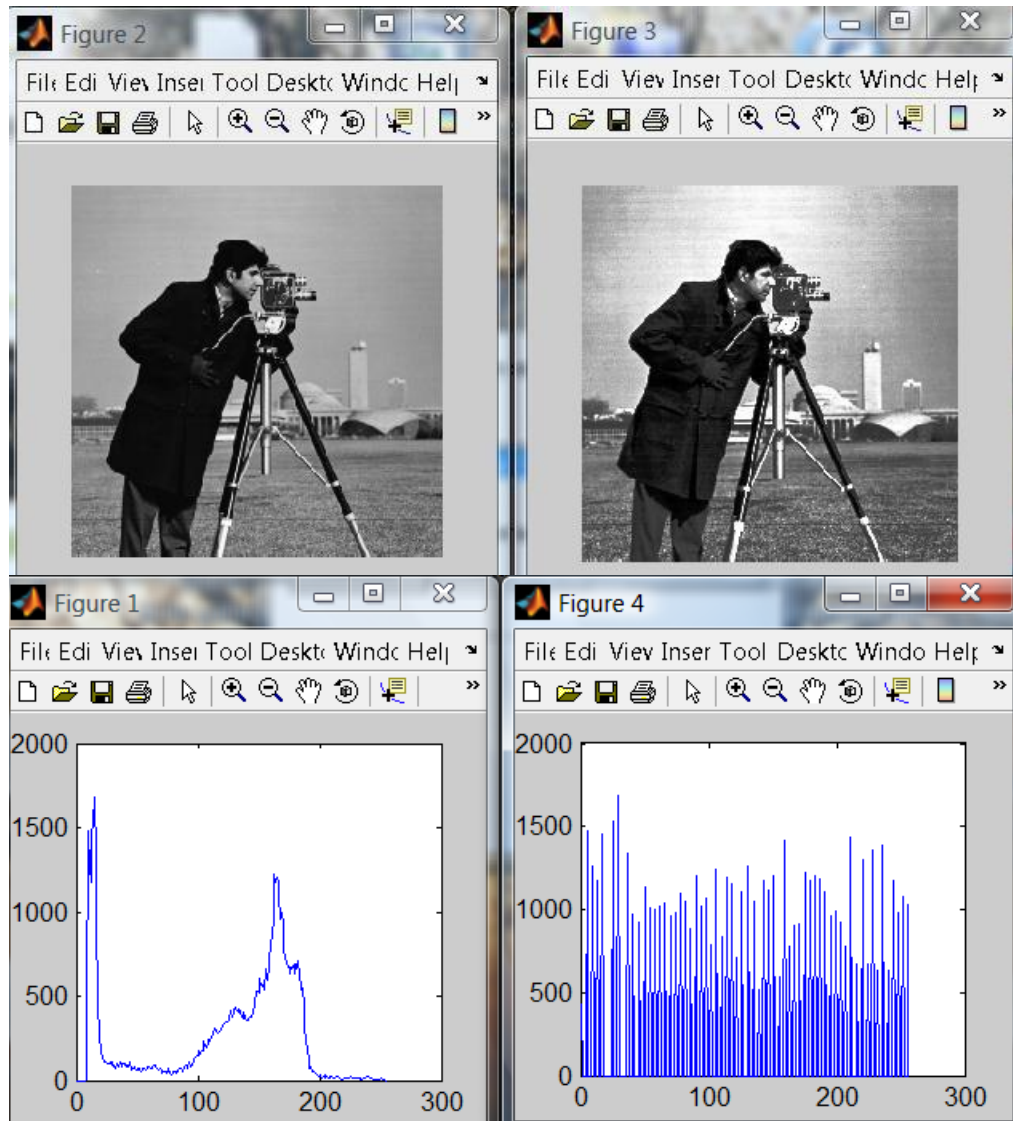 Figure 2
File Edi View Inser Tool Deskto Windo Help
Figure 3
File Edi View Inser Tool Deskto Windo Help
Figure 1
File Edi View Inser Tool Deskto Windo Help
2000
1500
1000
500
0
0 100 200 300
Figure 4
File Edi View Inser Tool Deskto Windo Help
2000
1500
1000
500
0
0 100 200 300